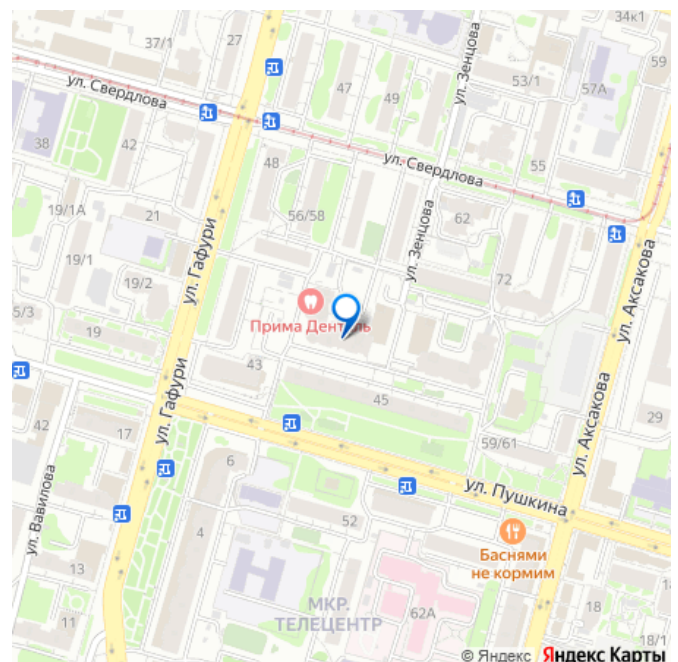 34к1
37/1
27
ул. Зенцова
59
47
53/1
57А
ул. Свердлова
49
38
42
48
ул. Свердлова
55
19/1А
21
56/58
62
ул. Гафури
ул. Зенцова
19/1
19/2
72
ул. Аксакова
5/3
Прима Денталь
19
43
45
ул. Гафури
ул. Аксакова
42
17
29
59/61
6
ул. Вавилова
ул. Пушкина
4
52
Баснями
не кормим
13
МКР.
ТЕЛЕЦЕНТР
62А
18
11
18/1
© Яндекс Яндекс Карты